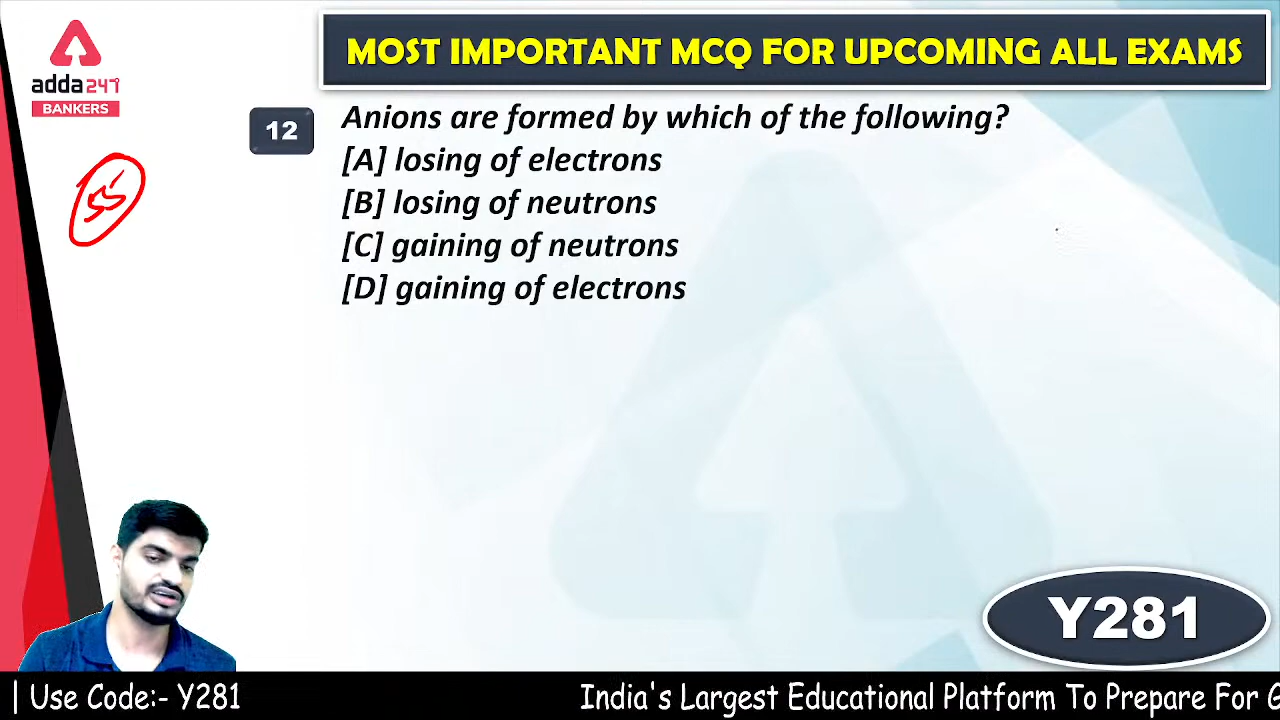 MOST IMPORTANT MCQ FOR UPCOMING ALL EXAMS
adda247
BANKERS
12
Anions are formed by which of the following?
[A] losing of electrons
[B] losing of neutrons
[C] gaining of neutrons
[D] gaining of electrons
Y281
| Use Code:- Y281
India's Largest Educational Platform To Prepare For G